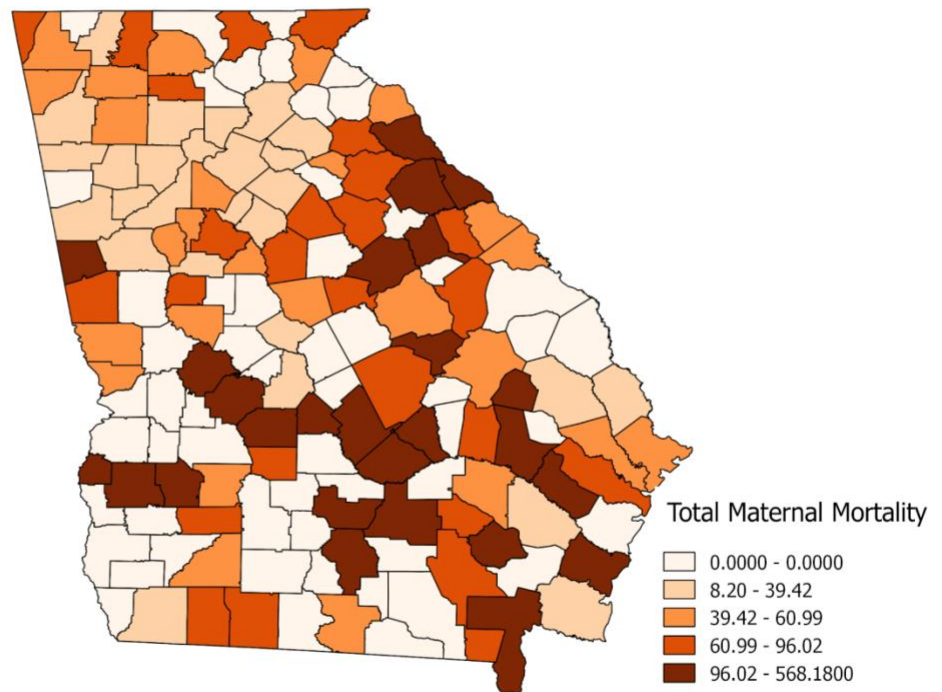 Total Maternal Mortality
0.0000 - 0.0000
8.20 - 39.42
39.42 - 60.99
60.99 - 96.02
96.02 - 568.1800